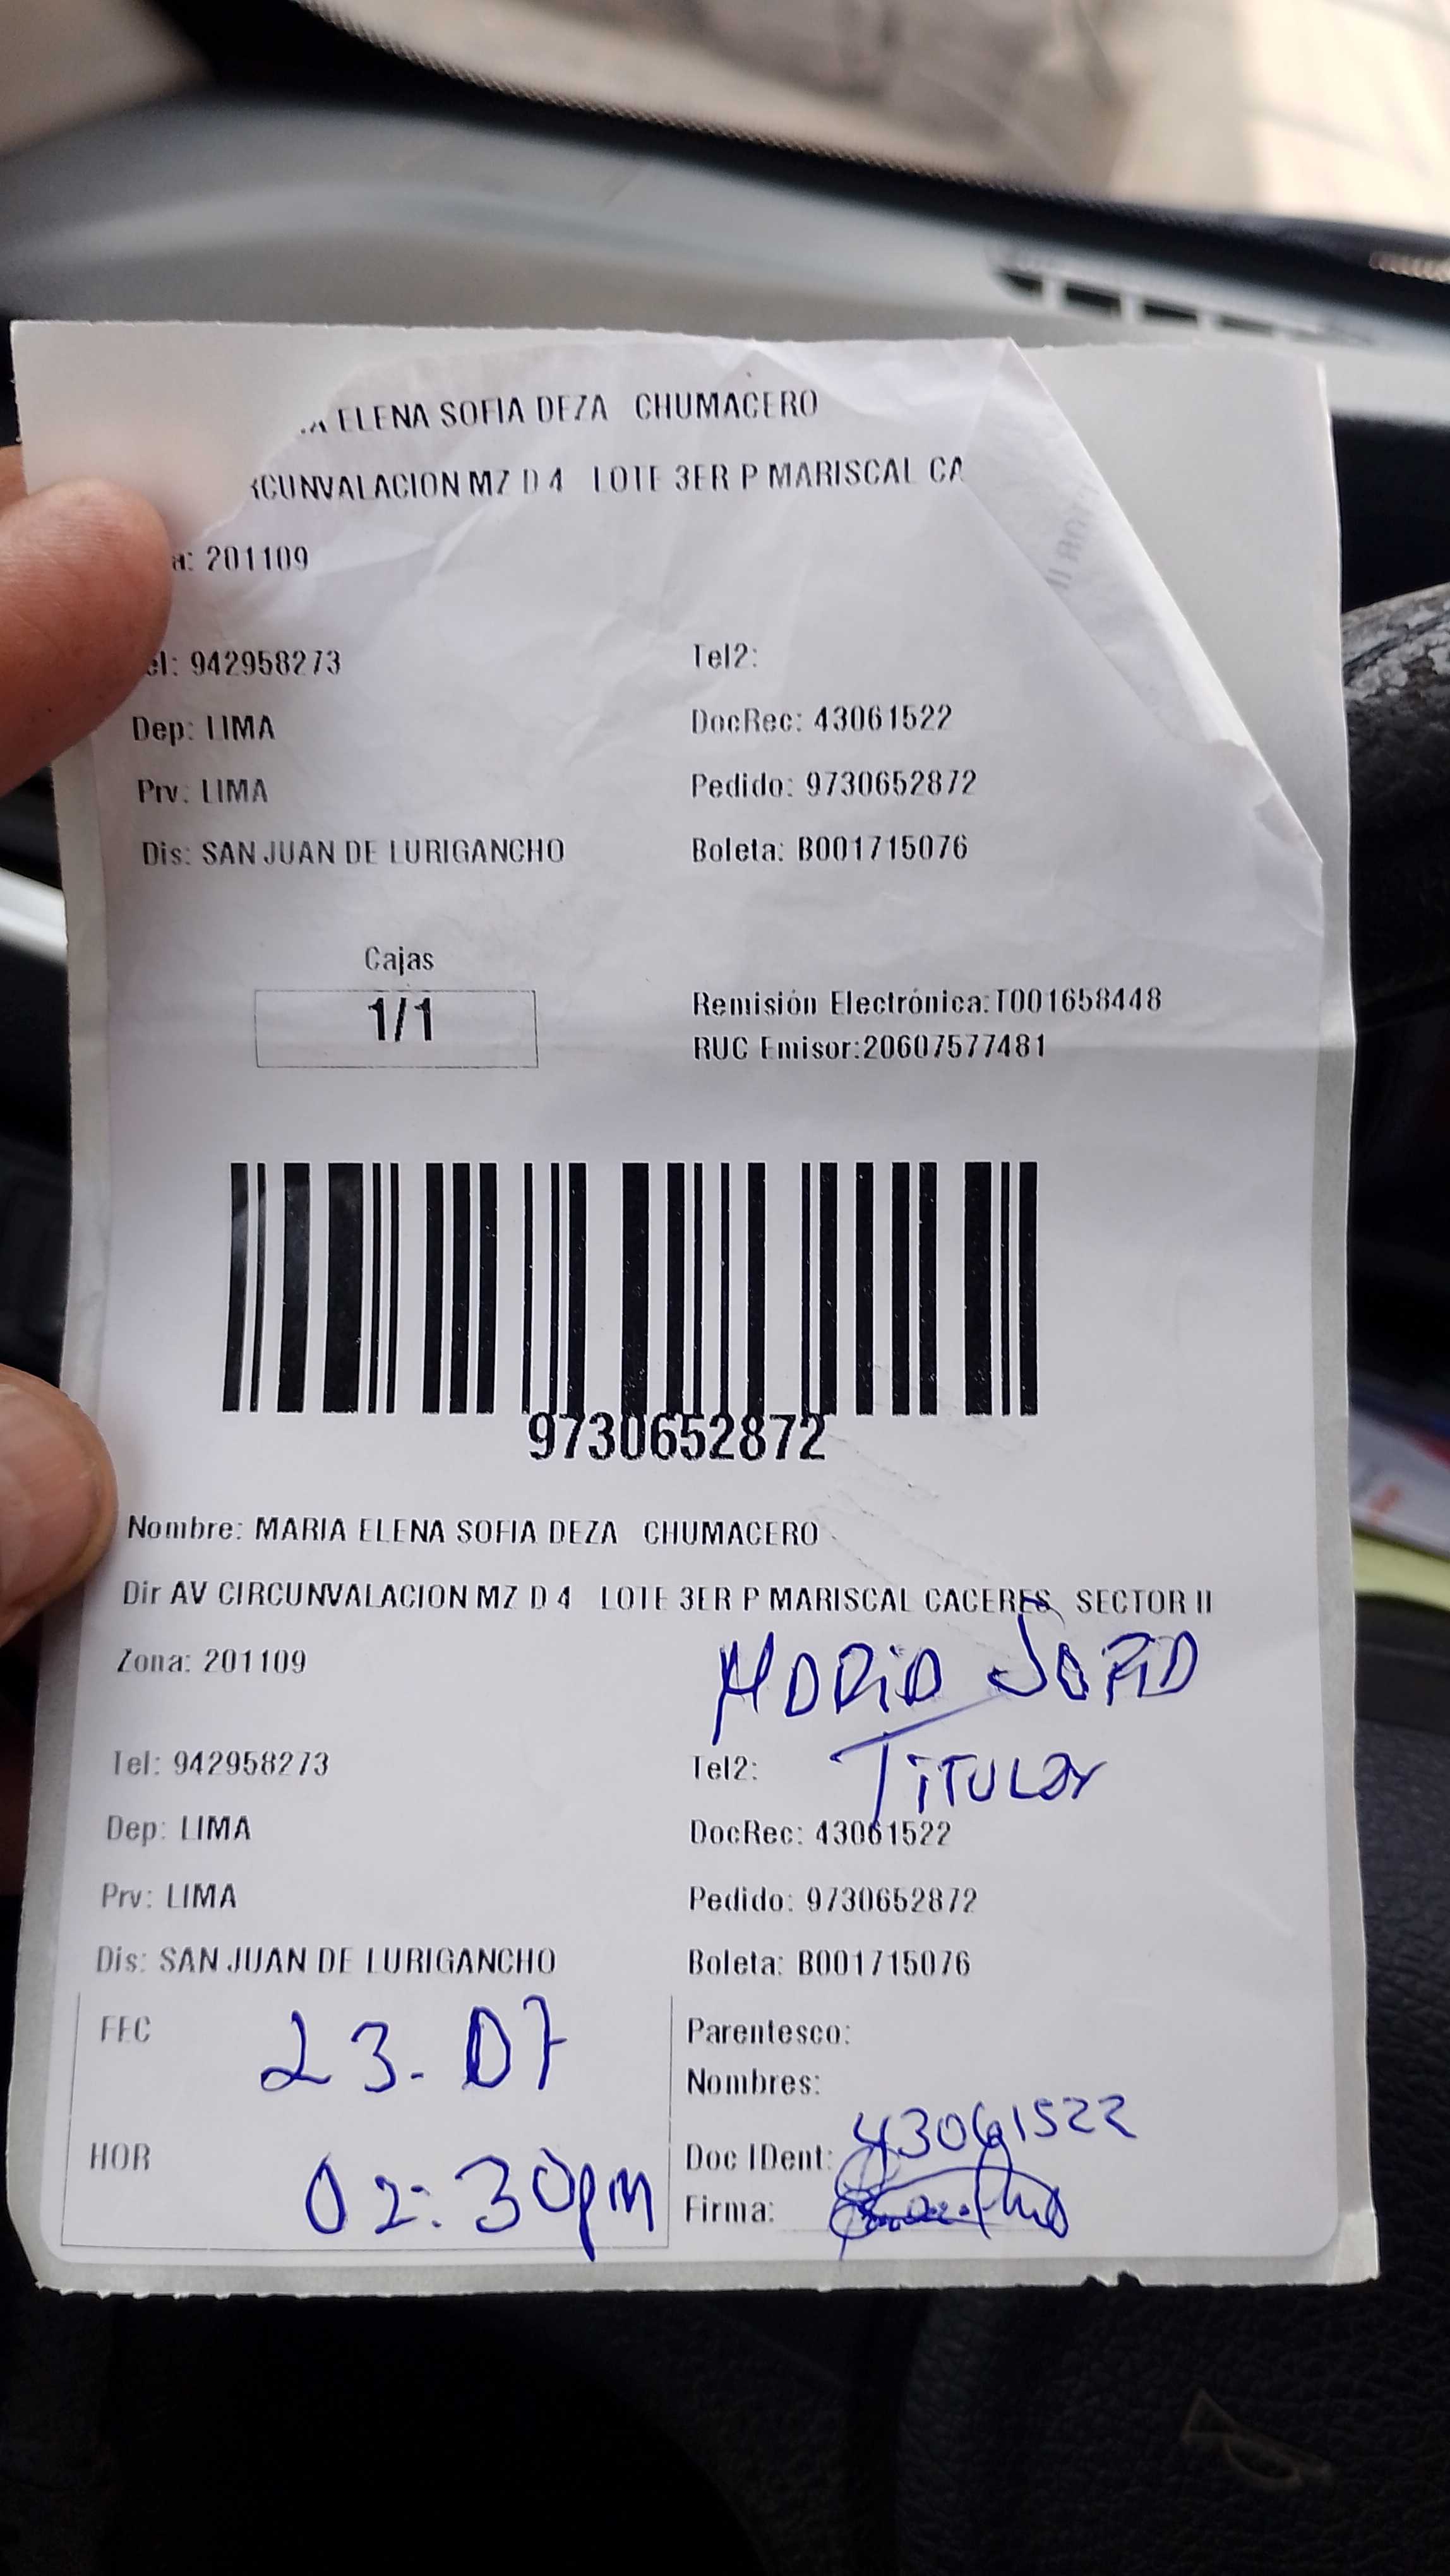 ELENA SOFIA DEZA CHUMACERO
RCUNVALACION MZ D 4 LOTE 3ER P MARISCAL CA
a: 201109
el: 942958273 Tel2:
Dep: LIMA DocRec: 43061522
Prv: LIMA Pedido: 9730652872
Dis: SAN JUAN DE LURIGANCHO Boleta: B001715076
Cajas
1/1
Remisión Electrónica:T001658448
RUC Emisor:20607577481
9730652872
Nombre: MARIA ELENA SOFIA DEZA CHUMACERO
Dir AV CIRCUNVALACION MZ D 4 LOTE 3ER P MARISCAL CACERES SECTOR II
Zona: 201109 MARIA SOFIA
Tel: 942958273 Tel2: TITULAR
Dep: LIMA DocRec: 43061522
Prv: LIMA Pedido: 9730652872
Dis: SAN JUAN DE LURIGANCHO Boleta: B001715076
FEC 23-07 Parentesco:
Nombres:
HOR 02:30pm Doc IDent: 43061522
Firma: